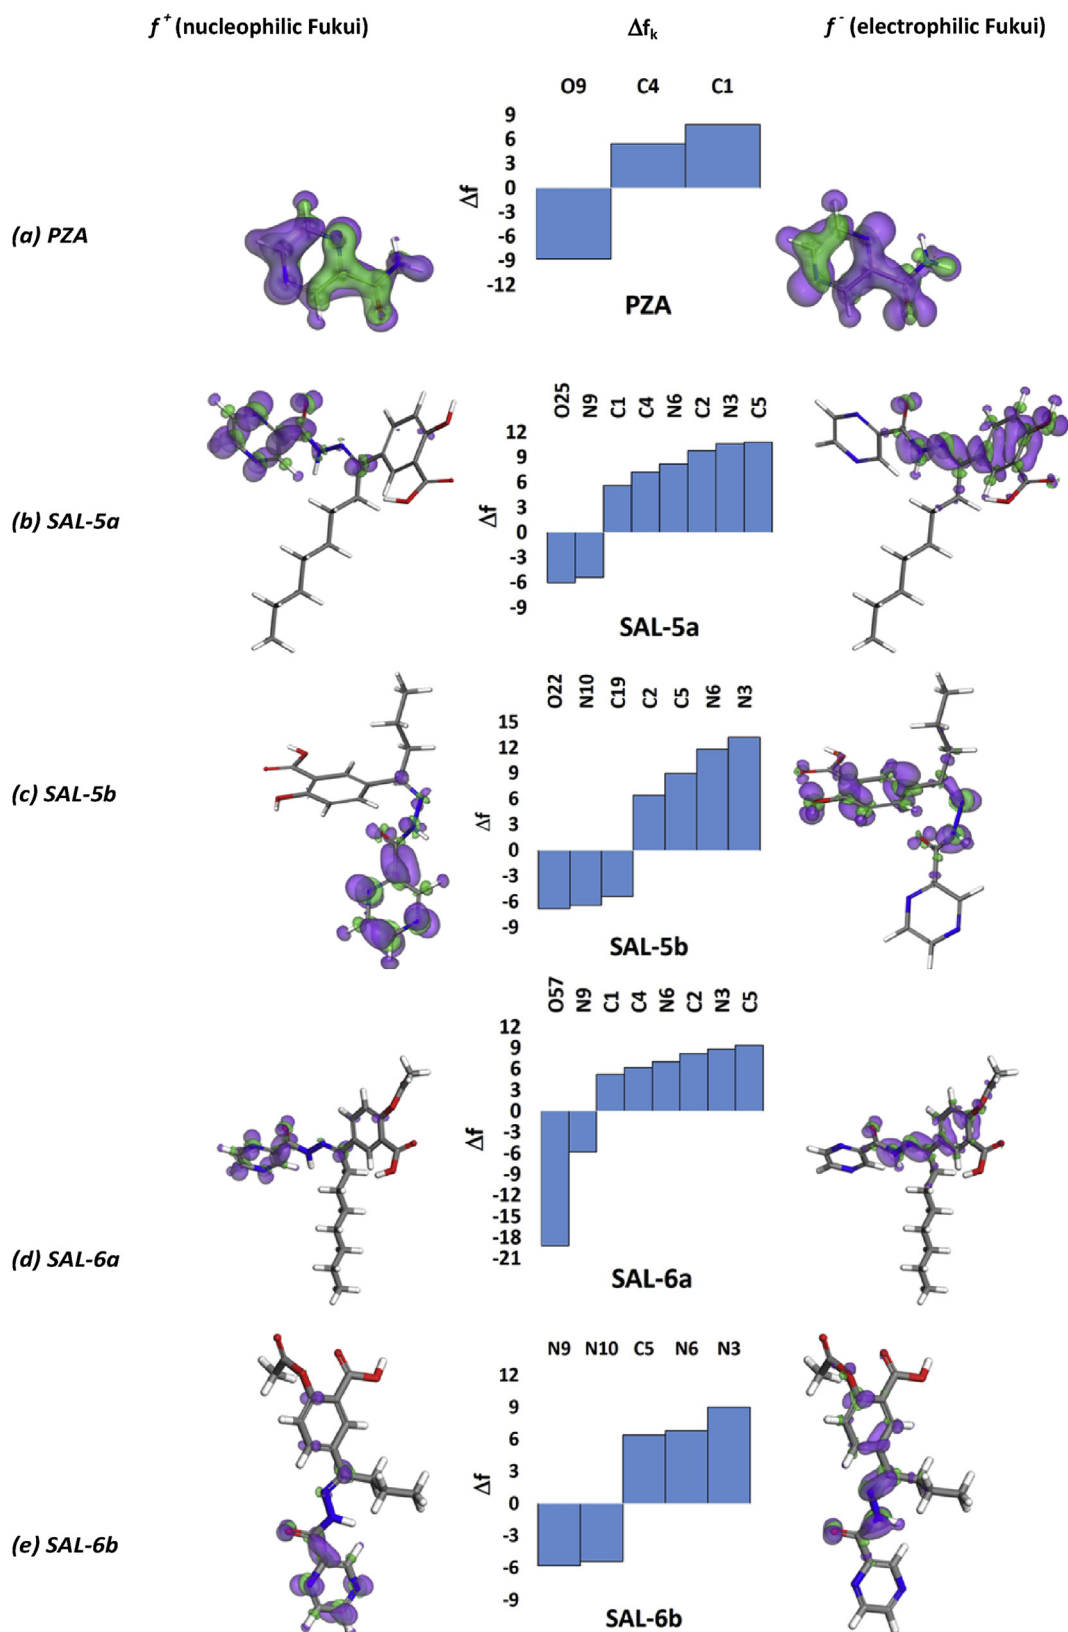 f⁺ (nucleophilic Fukui) Δfₖ f⁻ (electrophilic Fukui)
(a) PZA
O9 C4 C1
9
6
3
0
-3
-6
-9
-12
Δf
PZA
(b) SAL-5a
O25 N9 C1 C4 N6 C2 N3 C5
12
9
6
3
0
-3
-6
-9
Δf
SAL-5a
(c) SAL-5b
O22 N10 C19 C2 C5 N6 N3
15
12
9
6
3
0
-3
-6
-9
Δf
SAL-5b
(d) SAL-6a
O57 N9 C1 C4 N6 C2 N3 C5
12
9
6
3
0
-3
-6
-9
-12
-15
-18
-21
Δf
SAL-6a
(e) SAL-6b
N9 N10 C5 N6 N3
12
9
6
3
0
-3
-6
-9
Δf
SAL-6b